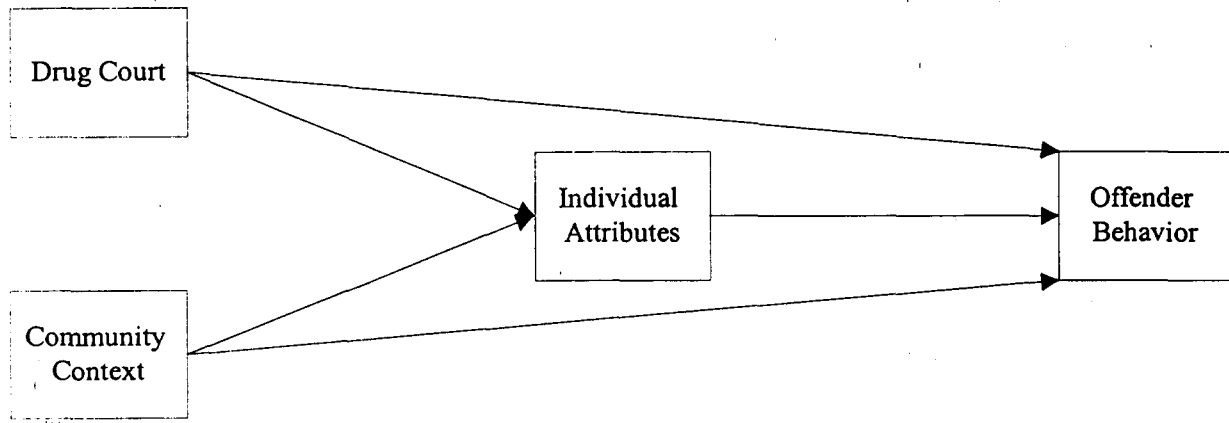 Drug Court
Individual
Attributes
Offender
Behavior
Community
Context